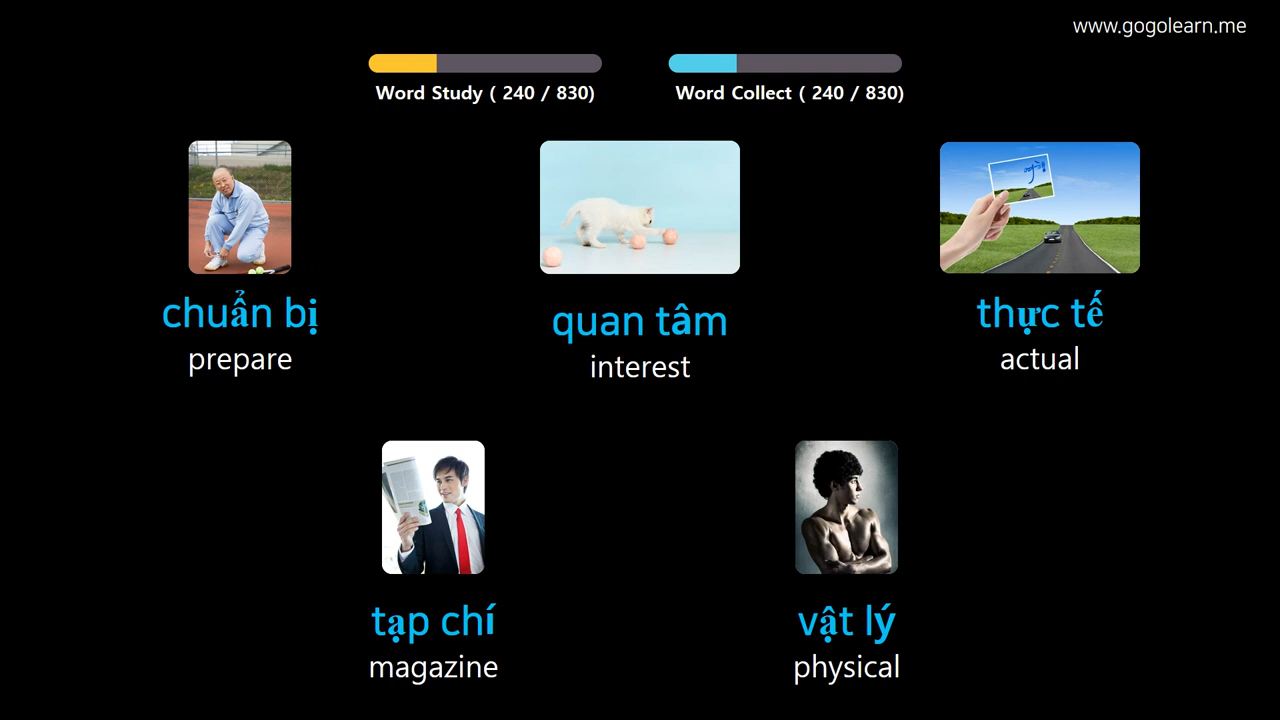 www.gogolearn.me
Word Study ( 240 / 830)
Word Collect ( 240 / 830)
chuẩn bị
prepare
quan tâm
interest
thực tế
actual
tạp chí
magazine
vật lý
physical